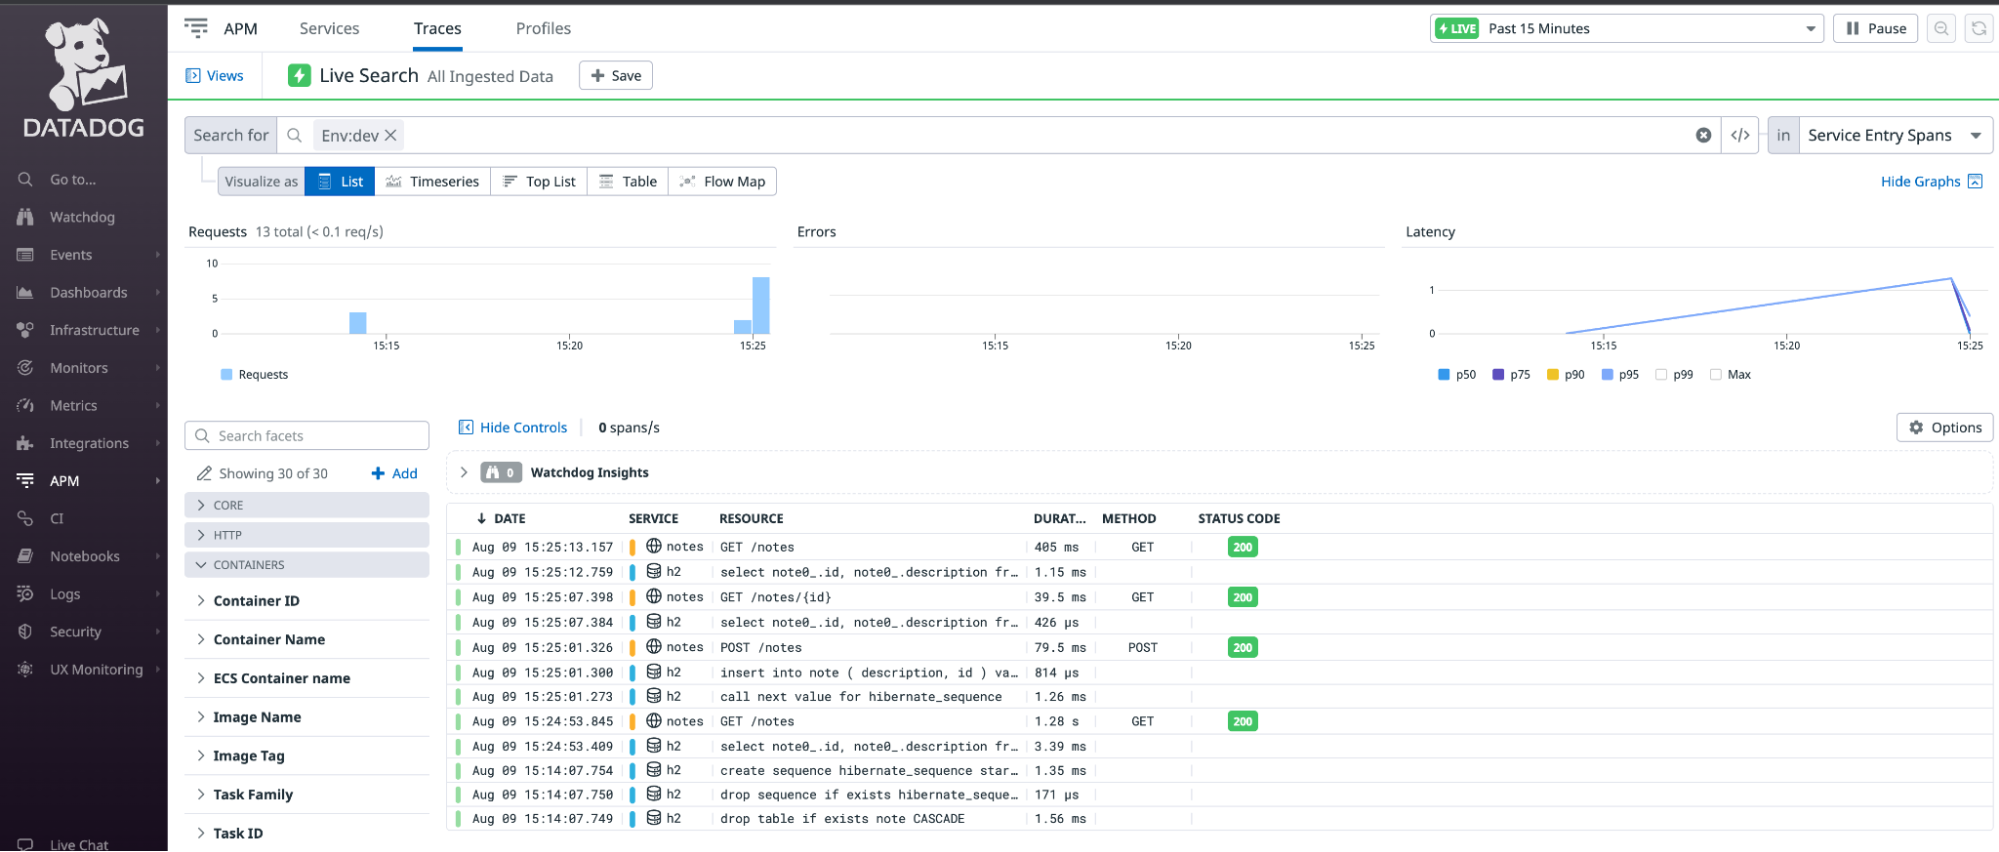 DATADOG
Go to...
Watchdog
Events
Dashboards
Infrastructure
Monitors
Metrics
Integrations
APM
CI
Notebooks
Logs
Security
UX Monitoring
Live Chat
APM Services Traces Profiles
LIVE Past 15 Minutes Pause
Views Live Search All Ingested Data + Save
Search for Env:dev </> in Service Entry Spans
Visualize as List Timeseries Top List Table Flow Map Hide Graphs
Requests 13 total (< 0.1 req/s)
10
5
0
15:15 15:20 15:25
Requests
Errors
15:15 15:20 15:25
Latency
1
0
15:15 15:20 15:25
p50 p75 p90 p95 p99 Max
Search facets
Showing 30 of 30 + Add
CORE
HTTP
CONTAINERS
Container ID
Container Name
ECS Container name
Image Name
Image Tag
Task Family
Task ID
Hide Controls 0 spans/s Options
0 Watchdog Insights
DATE SERVICE RESOURCE DURAT... METHOD STATUS CODE
Aug 09 15:25:13.157 notes GET /notes 405 ms GET 200
Aug 09 15:25:12.759 h2 select note0_.id, note0_.description fr... 1.15 ms
Aug 09 15:25:07.398 notes GET /notes/{id} 39.5 ms GET 200
Aug 09 15:25:07.384 h2 select note0_.id, note0_.description fr... 426 µs
Aug 09 15:25:01.326 notes POST /notes 79.5 ms POST 200
Aug 09 15:25:01.300 h2 insert into note ( description, id ) va... 814 µs
Aug 09 15:25:01.273 h2 call next value for hibernate_sequence 1.26 ms
Aug 09 15:24:53.845 notes GET /notes 1.28 s GET 200
Aug 09 15:24:53.409 h2 select note0_.id, note0_.description fr... 3.39 ms
Aug 09 15:14:07.754 h2 create sequence hibernate_sequence star... 1.35 ms
Aug 09 15:14:07.750 h2 drop sequence if exists hibernate_seque... 171 µs
Aug 09 15:14:07.749 h2 drop table if exists note CASCADE 1.56 ms